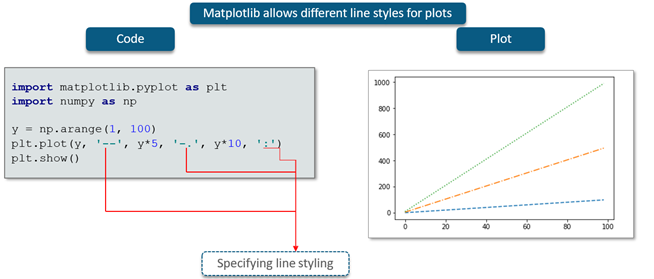 Matplotlib allows different line styles for plots
Code
Plot
import matplotlib.pyplot as plt
import numpy as np
y = np.arange(1, 100)
plt.plot(y, '--', y*5, '-.', y*10, ':')
plt.show()
1000
800
600
400
200
0
0 20 40 60 80 100
Specifying line styling